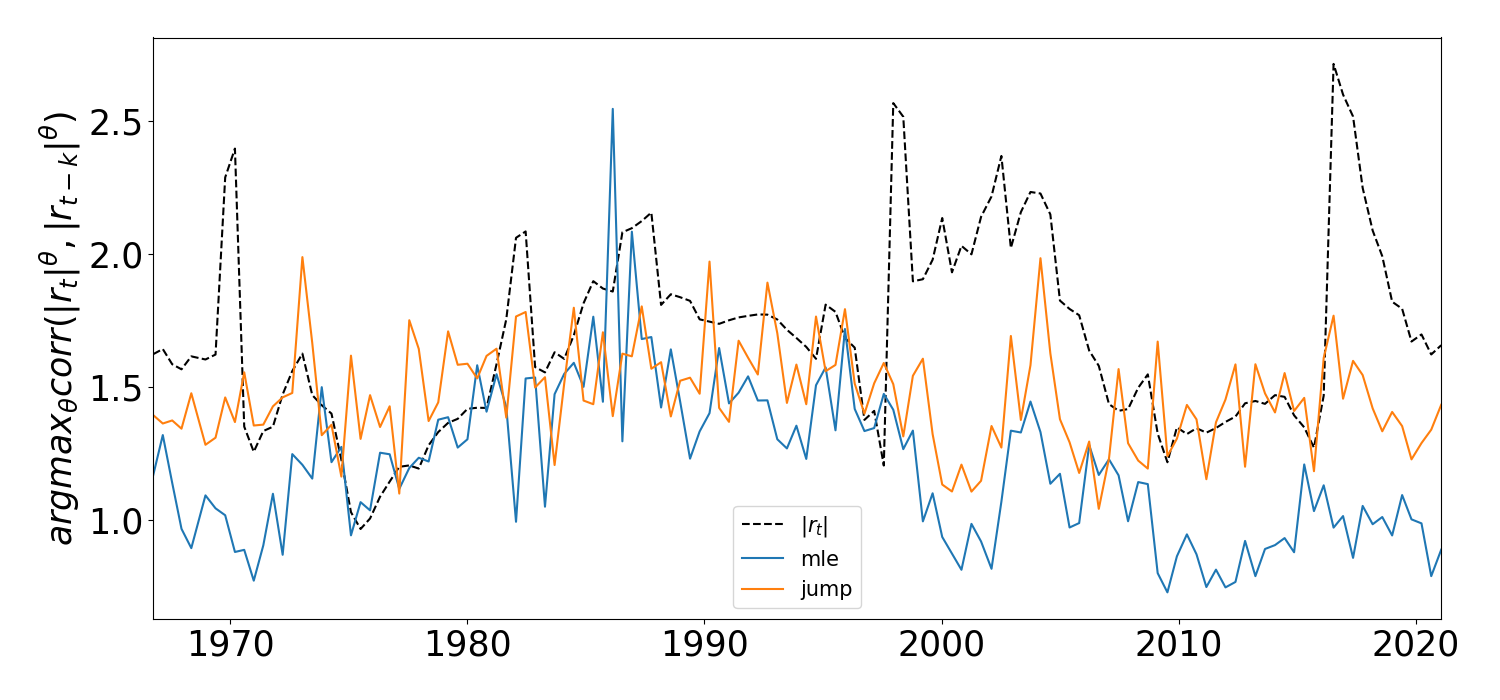 argmax_θcorr(|r_t|^θ, |r_{t−k}|^θ)
2.5
2.0
1.5
1.0
|r_t|
mle
jump
1970 1980 1990 2000 2010 2020